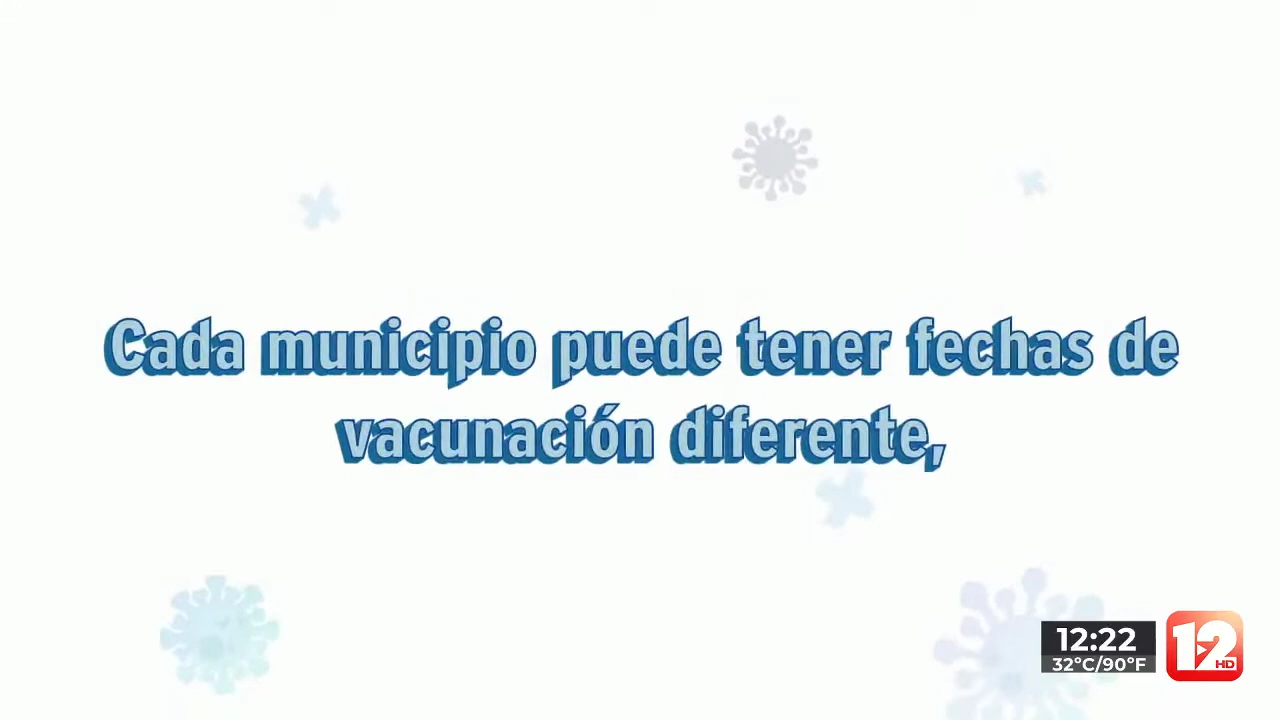 Cada municipio puede tener fechas de
vacunación diferente,
12:22
32°C/90°F
12
HD